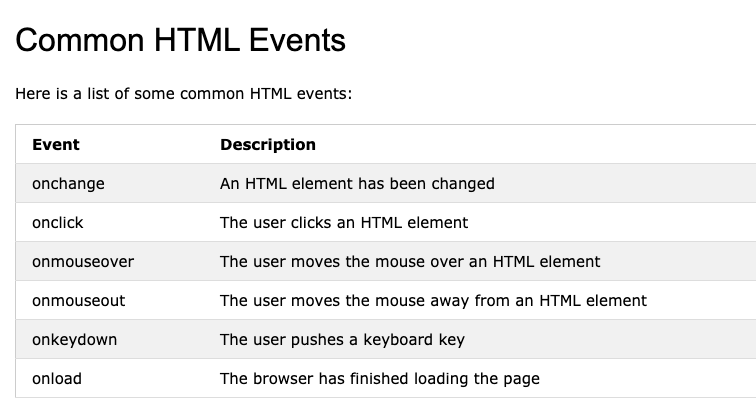 Common HTML Events
Here is a list of some common HTML events:
Event Description
onchange An HTML element has been changed
onclick The user clicks an HTML element
onmouseover The user moves the mouse over an HTML element
onmouseout The user moves the mouse away from an HTML element
onkeydown The user pushes a keyboard key
onload The browser has finished loading the page